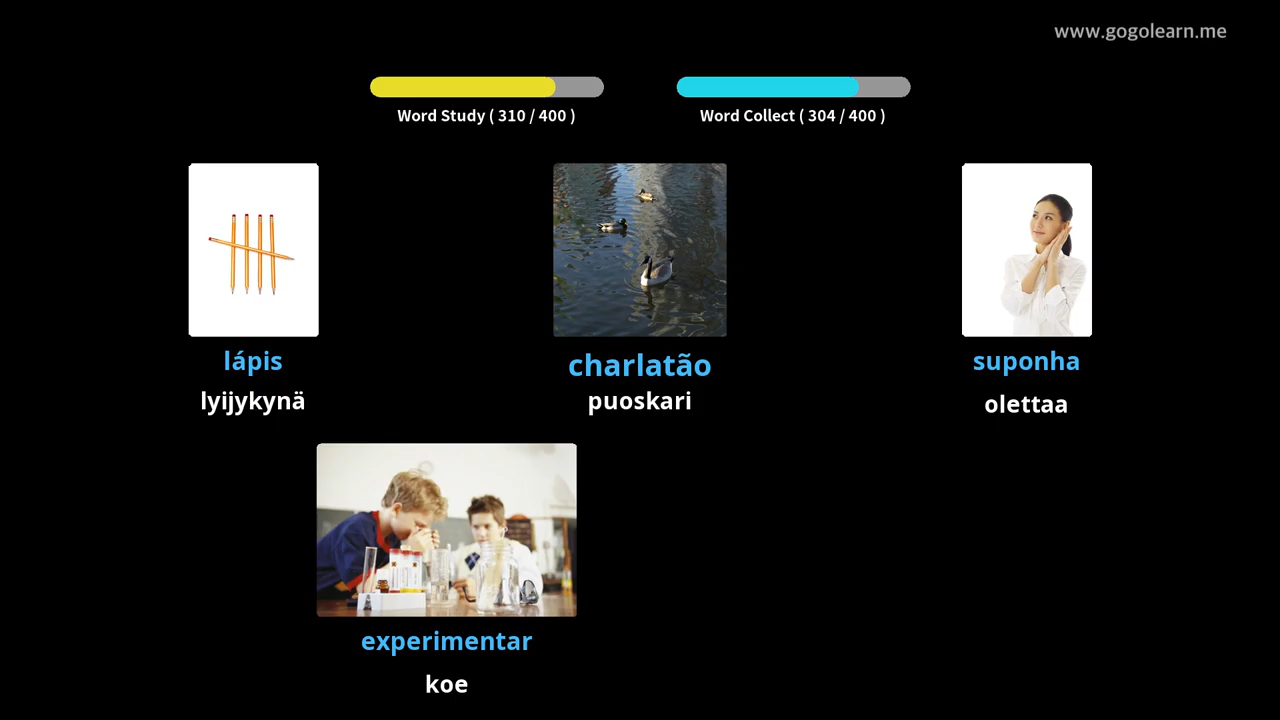 www.gogolearn.me
Word Study ( 310 / 400 )
Word Collect ( 304 / 400 )
lápis
charlatão
suponha
lyijykynä
puoskari
olettaa
experimentar
koe